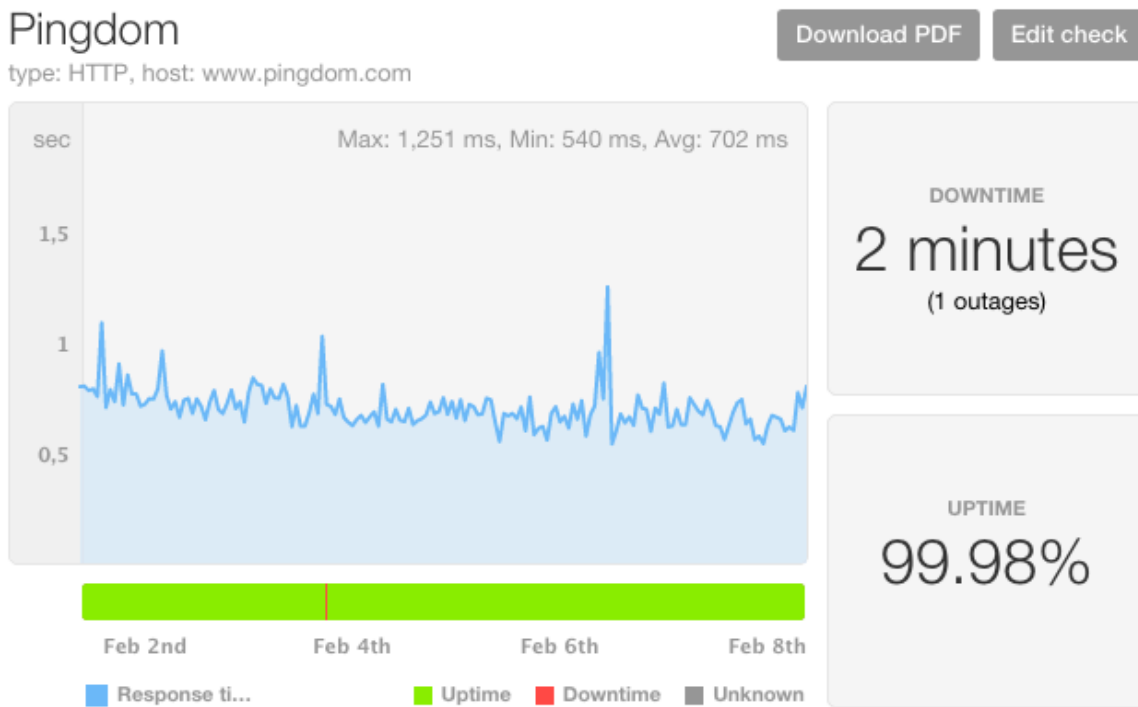 Pingdom
Download PDF
Edit check
type: HTTP, host: www.pingdom.com
sec
Max: 1,251 ms, Min: 540 ms, Avg: 702 ms
1,5
1
0,5
DOWNTIME
2 minutes
(1 outages)
UPTIME
99.98%
Feb 2nd
Feb 4th
Feb 6th
Feb 8th
Response ti...
Uptime
Downtime
Unknown